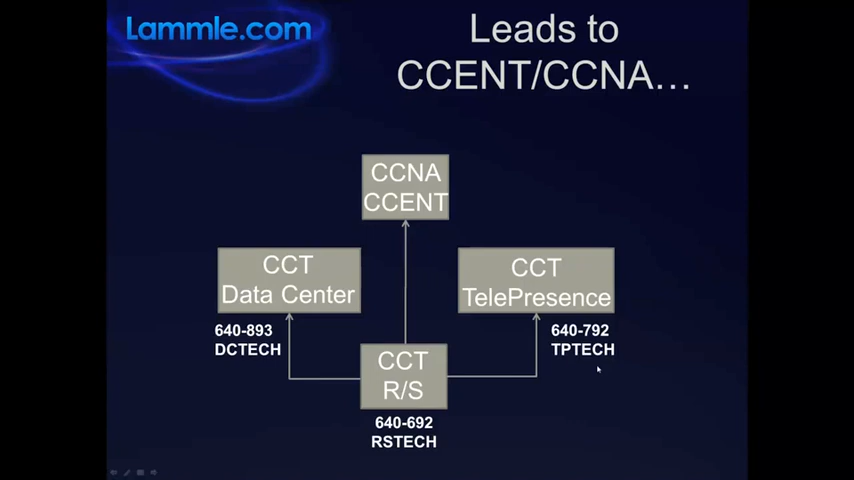 Lammle.com
Leads to
CCENT/CCNA...
CCNA
CCENT
CCT
Data Center
CCT
TelePresence
640-893
DCTECH
640-792
TPTECH
CCT
R/S
640-692
RSTECH